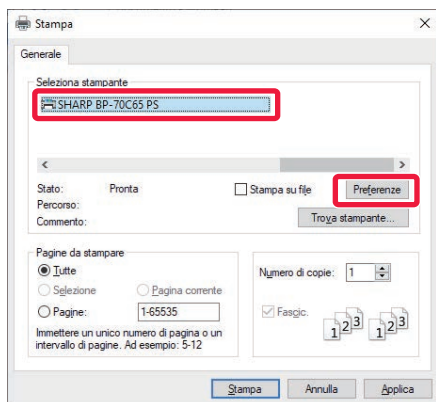 Stampa
Generale
Seleziona stampante
SHARP BP-70C65 PS
Stato: Pronta
Stampa su file
Preferenze
Percorso:
Commento:
Trova stampante...
Pagine da stampare
Tutte
Selezione
Pagina corrente
Pagine:
1-65535
Immettere un unico numero di pagina o un
intervallo di pagine. Ad esempio: 5-12
Numero di copie: 1
Fascic.
1 2 3 1 2 3
Stampa
Annulla
Applica